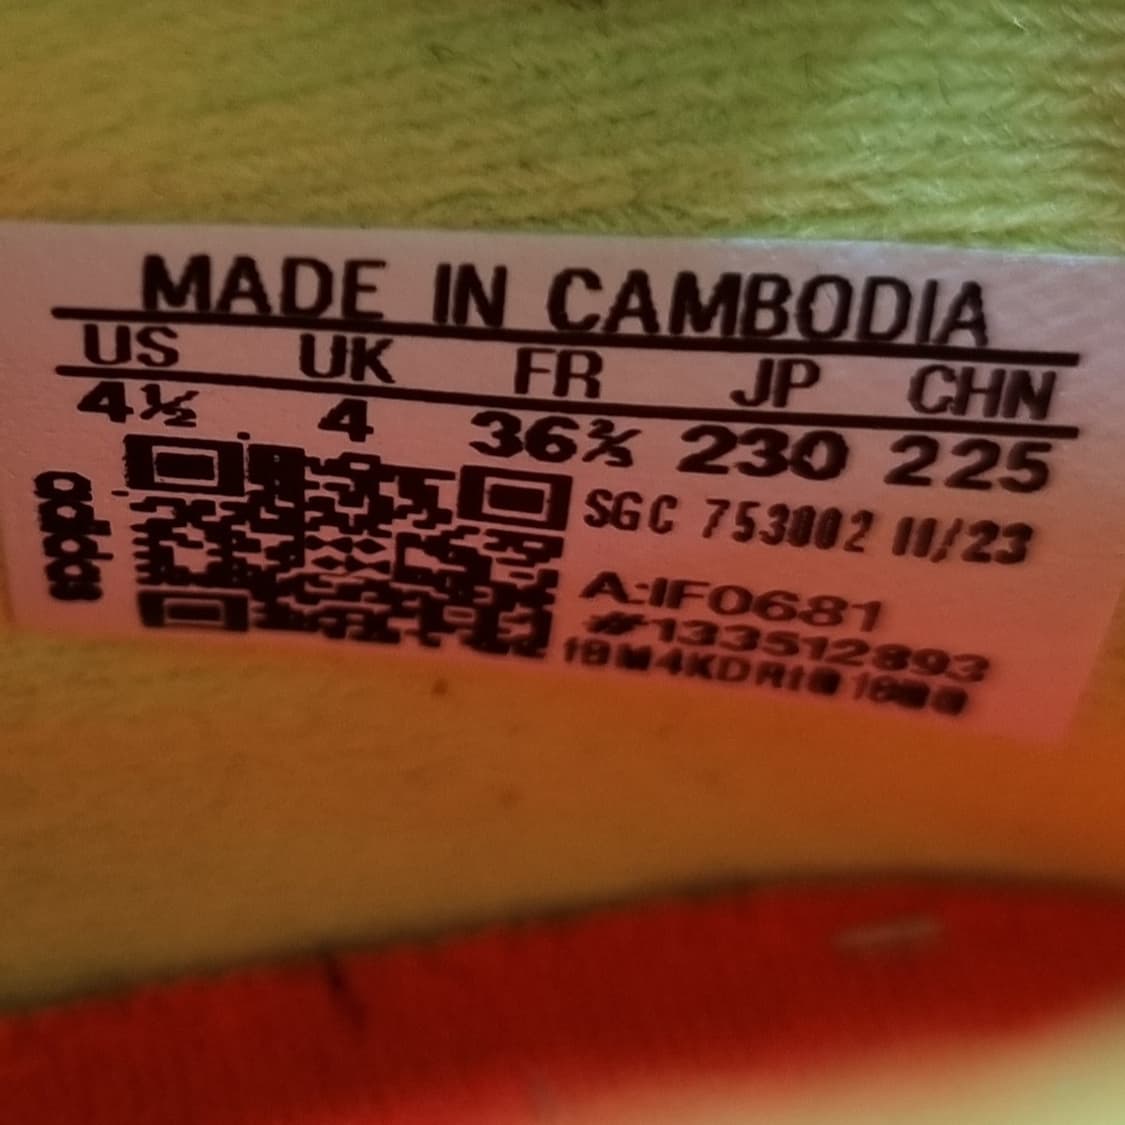 MADE IN CAMBODIA
US UK FR JP CHN
4½ 4 36⅔ 230 225
adidas
SGC 753002 11/23
A:IF0681
#133512893